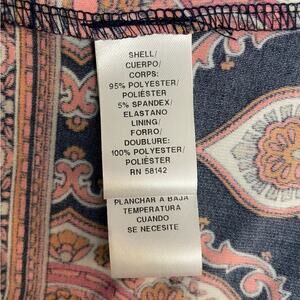 SHELL/
CUERPO/
CORPS:
95% POLYESTER/
POLIÉSTER
5% SPANDEX/
ELASTANO
LINING/
FORRO/
DOUBLURE:
100% POLYESTER/
POLIÉSTER
RN 58142
PLANCHAR A BAJA
TEMPERATURA
CUANDO
SE NECESITE